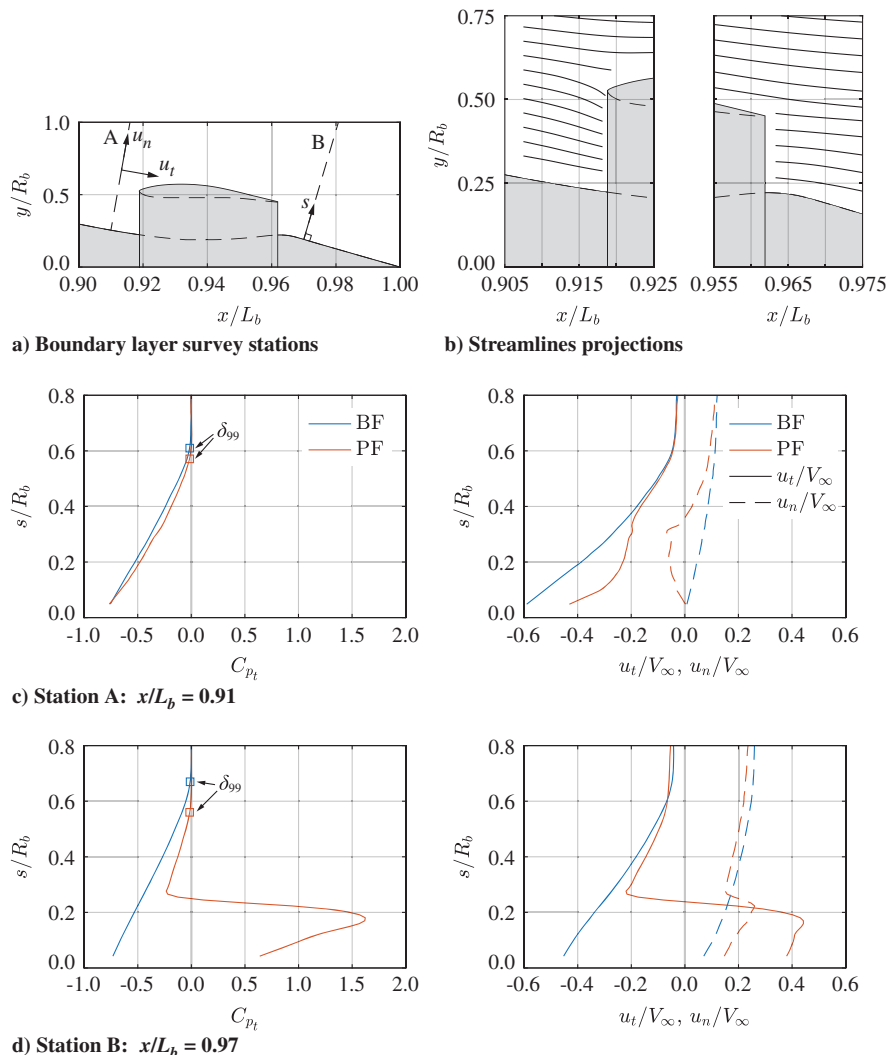 1.0
0.5
0.0
y/R_b
A
u_n
u_t
B
s
0.90 0.92 0.94 0.96 0.98 1.00
x/L_b
a) Boundary layer survey stations
0.75
0.50
0.25
0.00
y/R_b
0.905 0.915 0.925
x/L_b
0.955 0.965 0.975
x/L_b
b) Streamlines projections
0.8
0.6
0.4
0.2
0.0
s/R_b
BF
PF
δ_99
-1.0 -0.5 0.0 0.5 1.0 1.5 2.0
C_{p_t}
0.8
0.6
0.4
0.2
0.0
s/R_b
BF
PF
u_t/V_∞
u_n/V_∞
-0.6 -0.4 -0.2 0.0 0.2 0.4 0.6
u_t/V_∞, u_n/V_∞
c) Station A: x/L_b = 0.91
0.8
0.6
0.4
0.2
0.0
s/R_b
δ_99
-1.0 -0.5 0.0 0.5 1.0 1.5 2.0
C_{p_t}
0.8
0.6
0.4
0.2
0.0
s/R_b
-0.6 -0.4 -0.2 0.0 0.2 0.4 0.6
u_t/V_∞, u_n/V_∞
d) Station B: x/L_b = 0.97